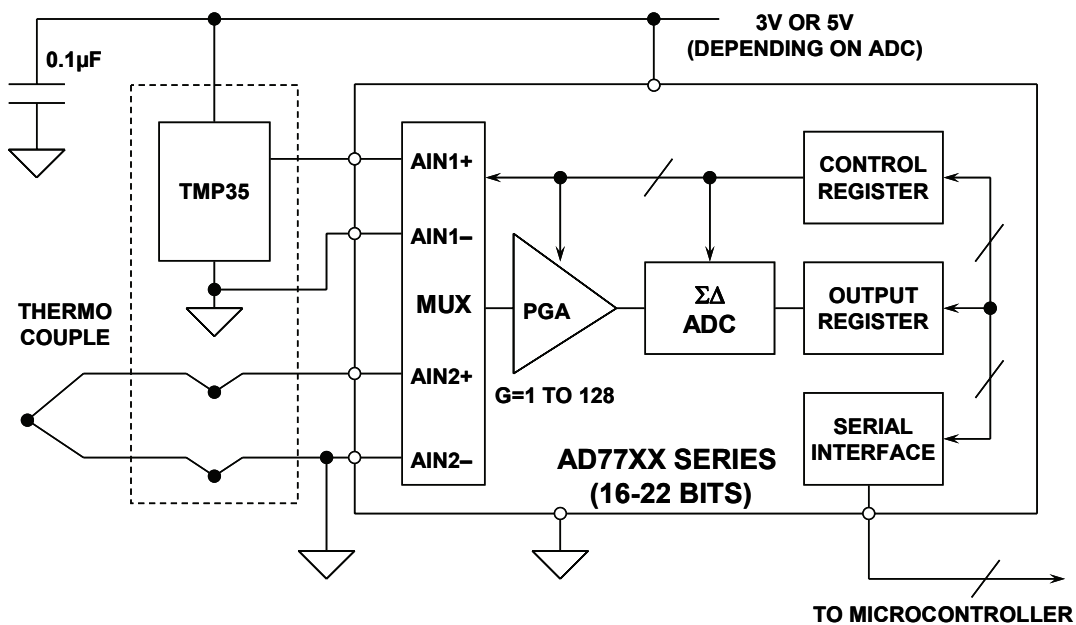 3V OR 5V
(DEPENDING ON ADC)
0.1µF
TMP35
AIN1+
AIN1–
MUX
AIN2+
AIN2–
THERMO
COUPLE
PGA
G=1 TO 128
ΣΔ
ADC
CONTROL
REGISTER
OUTPUT
REGISTER
SERIAL
INTERFACE
AD77XX SERIES
(16-22 BITS)
TO MICROCONTROLLER